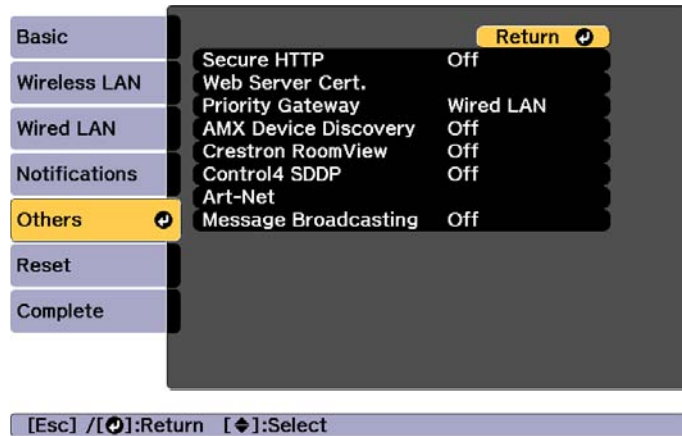 Basic
Wireless LAN
Wired LAN
Notifications
Others
Reset
Complete
Return
Secure HTTP Off
Web Server Cert.
Priority Gateway Wired LAN
AMX Device Discovery Off
Crestron RoomView Off
Control4 SDDP Off
Art-Net
Message Broadcasting Off
[Esc] /[⏎]:Return [◆]:Select